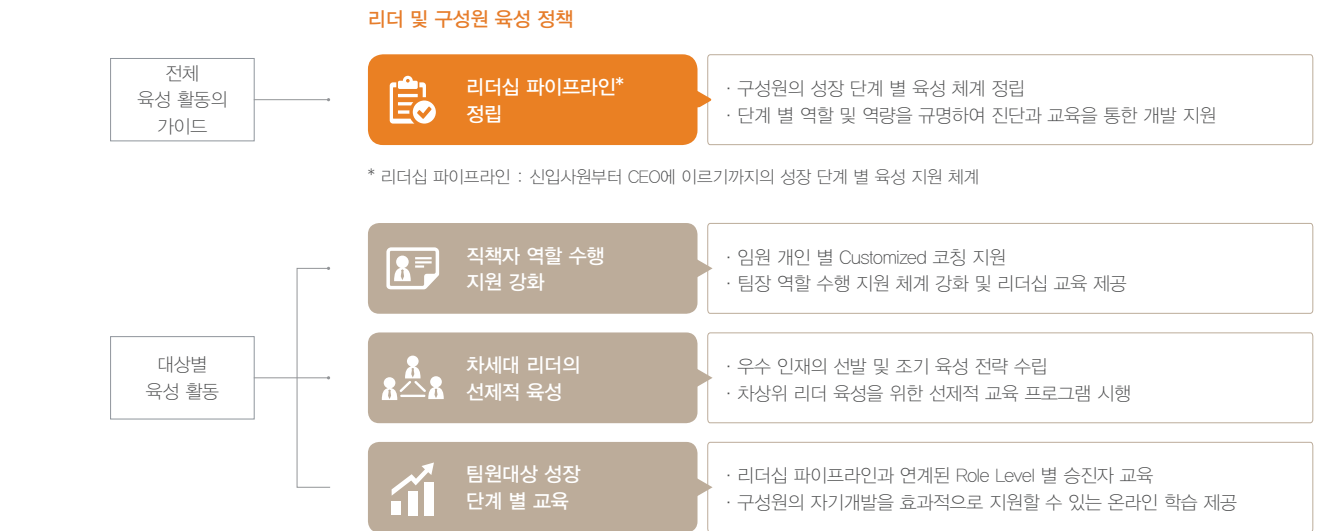 리더 및 구성원 육성 정책
전체
육성 활동의
가이드
리더십 파이프라인*
정립
· 구성원의 성장 단계 별 육성 체계 정립
· 단계 별 역할 및 역량을 규명하여 진단과 교육을 통한 개발 지원
* 리더십 파이프라인 : 신입사원부터 CEO에 이르기까지의 성장 단계 별 육성 지원 체계
대상별
육성 활동
직책자 역할 수행
지원 강화
· 임원 개인 별 Customized 코칭 지원
· 팀장 역할 수행 지원 체계 강화 및 리더십 교육 제공
차세대 리더의
선제적 육성
· 우수 인재의 선발 및 조기 육성 전략 수립
· 차상위 리더 육성을 위한 선제적 교육 프로그램 시행
팀원대상 성장
단계 별 교육
· 리더십 파이프라인과 연계된 Role Level 별 승진자 교육
· 구성원의 자기개발을 효과적으로 지원할 수 있는 온라인 학습 제공